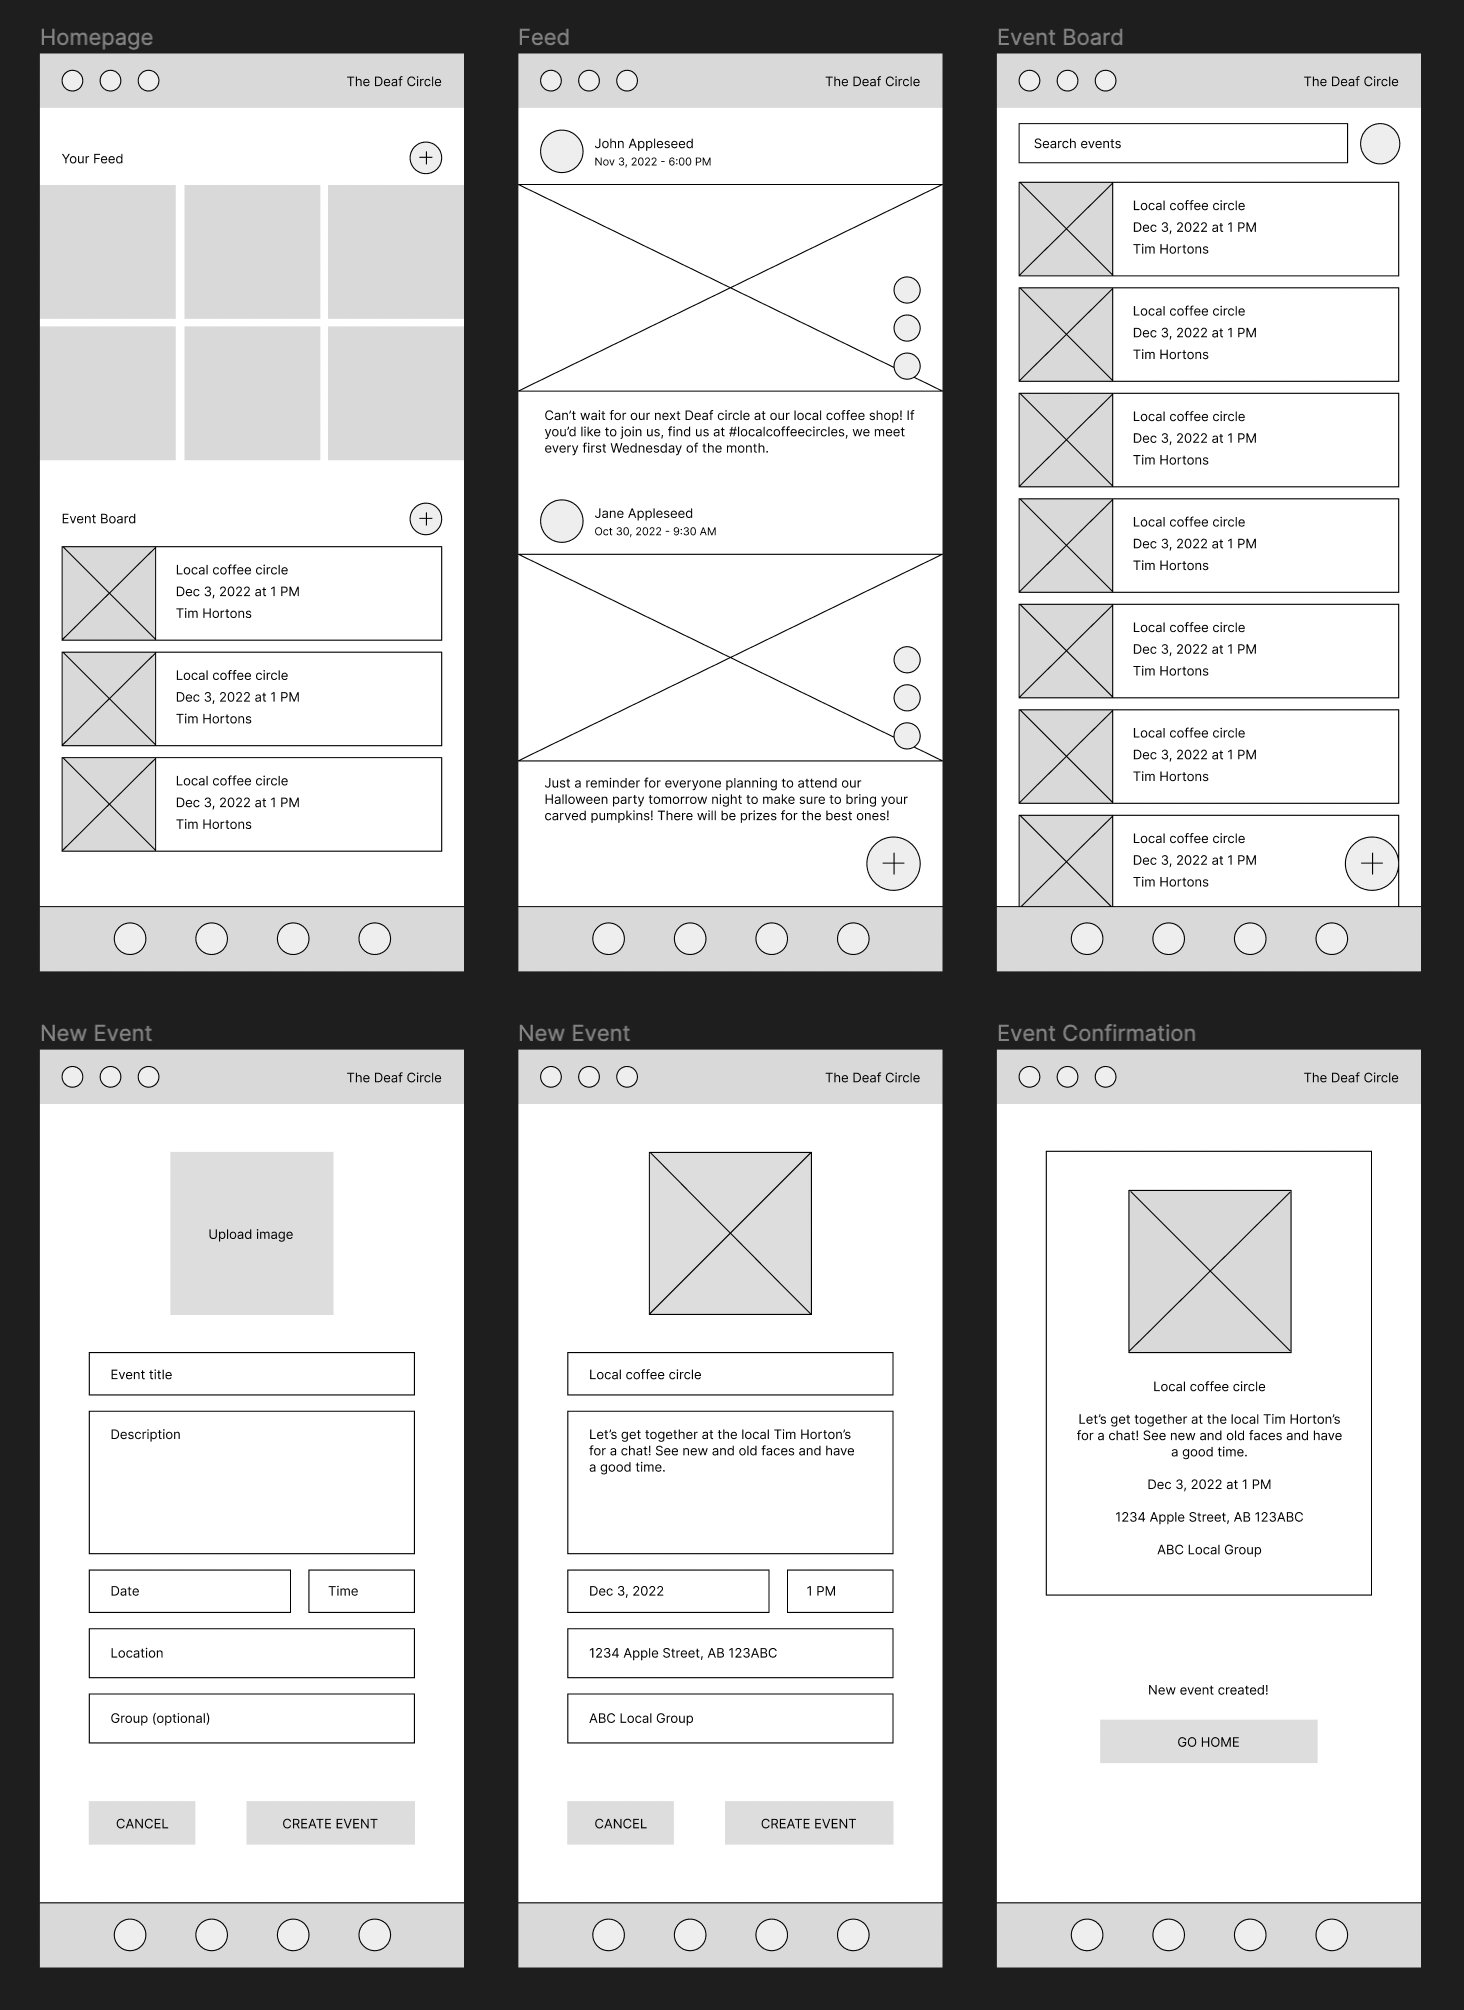 Homepage
The Deaf Circle
Your Feed
Event Board
Local coffee circle
Dec 3, 2022 at 1 PM
Tim Hortons
Local coffee circle
Dec 3, 2022 at 1 PM
Tim Hortons
Local coffee circle
Dec 3, 2022 at 1 PM
Tim Hortons
Feed
The Deaf Circle
John Appleseed
Nov 3, 2022 - 6:00 PM
Can’t wait for our next Deaf circle at our local coffee shop! If
you’d like to join us, find us at #localcoffeecircles, we meet
every first Wednesday of the month.
Jane Appleseed
Oct 30, 2022 - 9:30 AM
Just a reminder for everyone planning to attend our
Halloween party tomorrow night to make sure to bring your
carved pumpkins! There will be prizes for the best ones!
Event Board
The Deaf Circle
Search events
Local coffee circle
Dec 3, 2022 at 1 PM
Tim Hortons
Local coffee circle
Dec 3, 2022 at 1 PM
Tim Hortons
Local coffee circle
Dec 3, 2022 at 1 PM
Tim Hortons
Local coffee circle
Dec 3, 2022 at 1 PM
Tim Hortons
Local coffee circle
Dec 3, 2022 at 1 PM
Tim Hortons
Local coffee circle
Dec 3, 2022 at 1 PM
Tim Hortons
Local coffee circle
Dec 3, 2022 at 1 PM
Tim Hortons
New Event
The Deaf Circle
Upload image
Event title
Description
Date
Time
Location
Group (optional)
CANCEL
CREATE EVENT
New Event
The Deaf Circle
Local coffee circle
Let’s get together at the local Tim Horton’s
for a chat! See new and old faces and have
a good time.
Dec 3, 2022
1 PM
1234 Apple Street, AB 123ABC
ABC Local Group
CANCEL
CREATE EVENT
Event Confirmation
The Deaf Circle
Local coffee circle
Let’s get together at the local Tim Horton’s
for a chat! See new and old faces and have
a good time.
Dec 3, 2022 at 1 PM
1234 Apple Street, AB 123ABC
ABC Local Group
New event created!
GO HOME